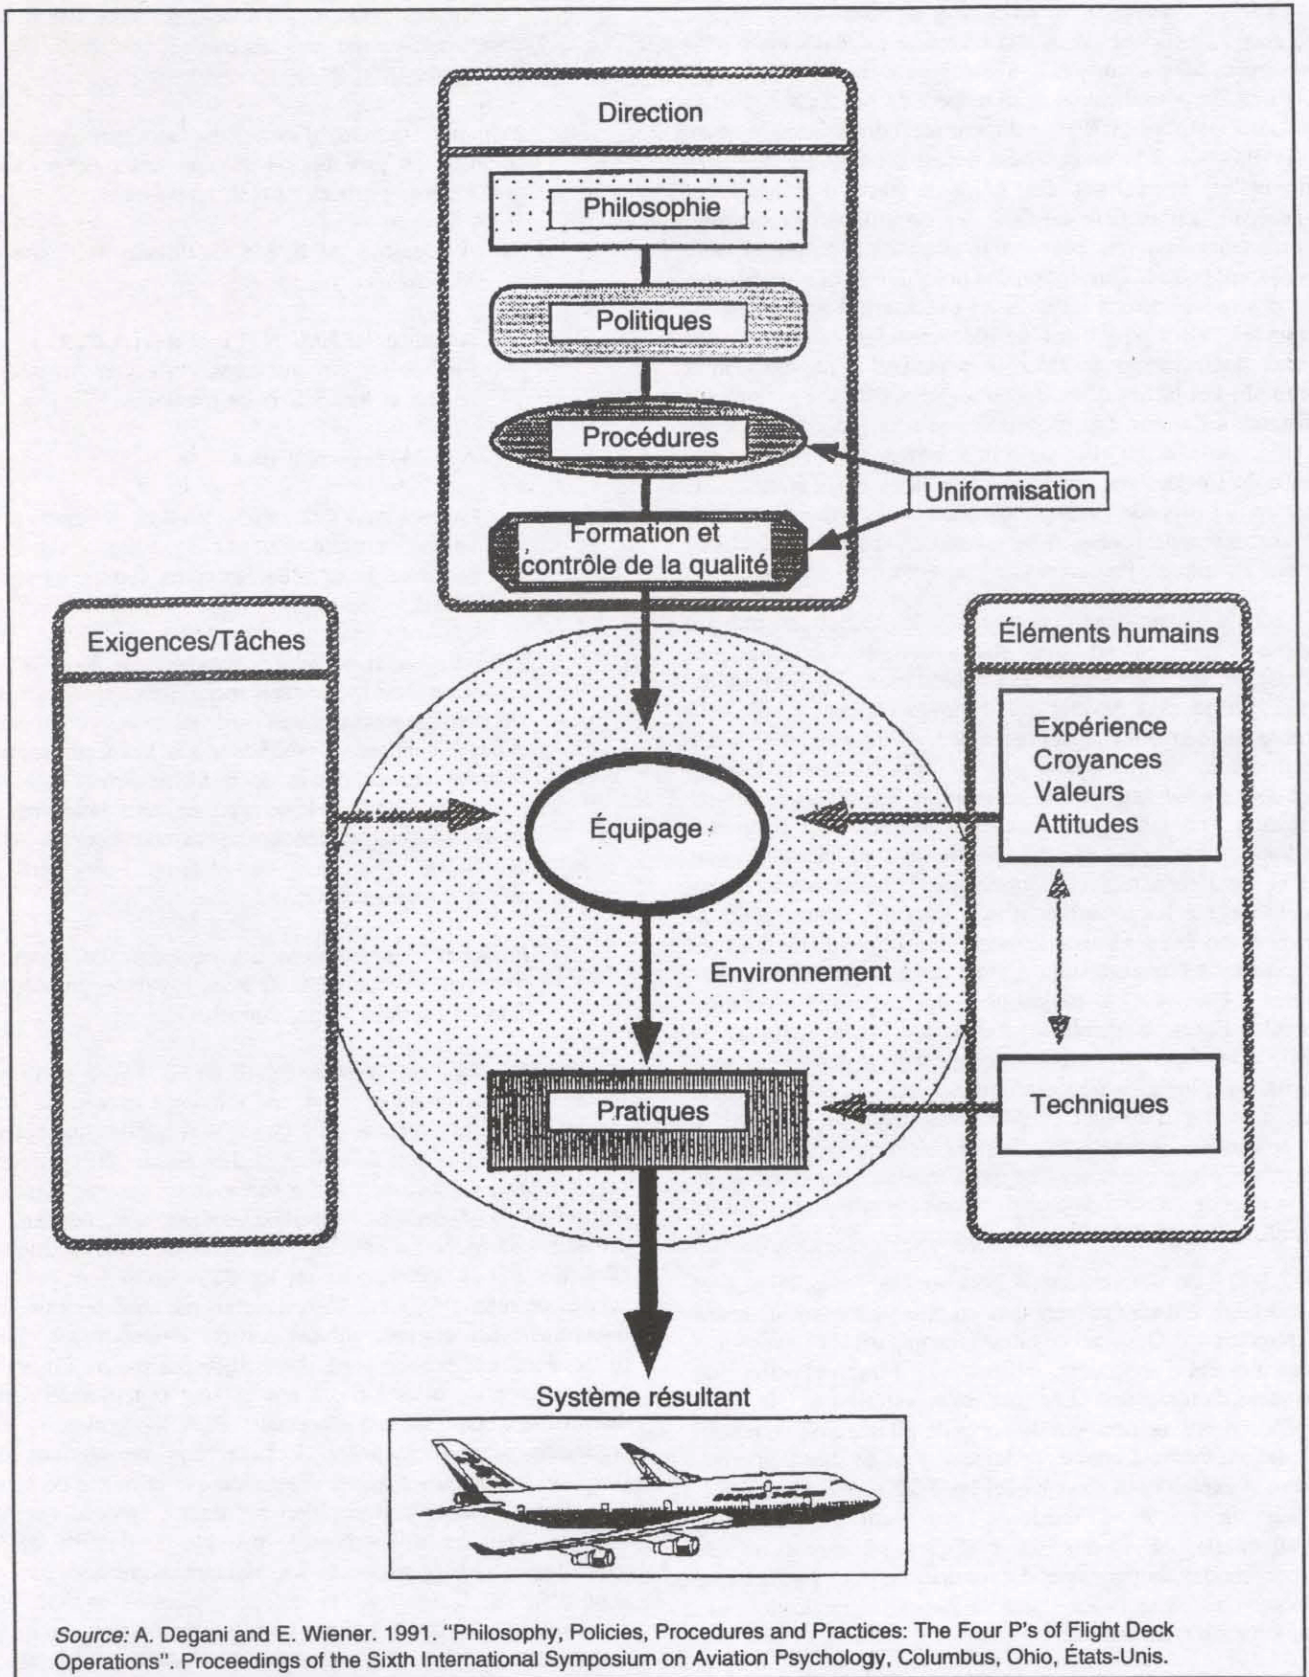 Direction
Philosophie
Politiques
Procédures
Uniformisation
Formation et
contrôle de la qualité
Exigences/Tâches
Éléments humains
Expérience
Croyances
Valeurs
Attitudes
Équipage
Environnement
Techniques
Pratiques
Système résultant
Source: A. Degani and E. Wiener. 1991. "Philosophy, Policies, Procedures and Practices: The Four P's of Flight Deck
Operations". Proceedings of the Sixth International Symposium on Aviation Psychology, Columbus, Ohio, États-Unis.